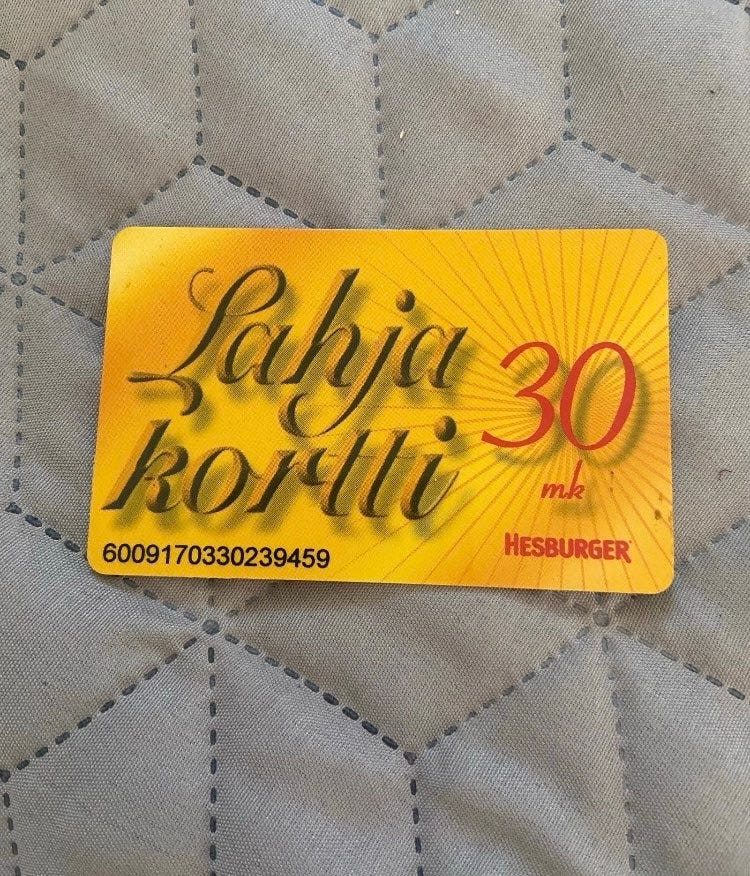 Lahja
kortti
30
mk
6009170330239459
HESBURGER